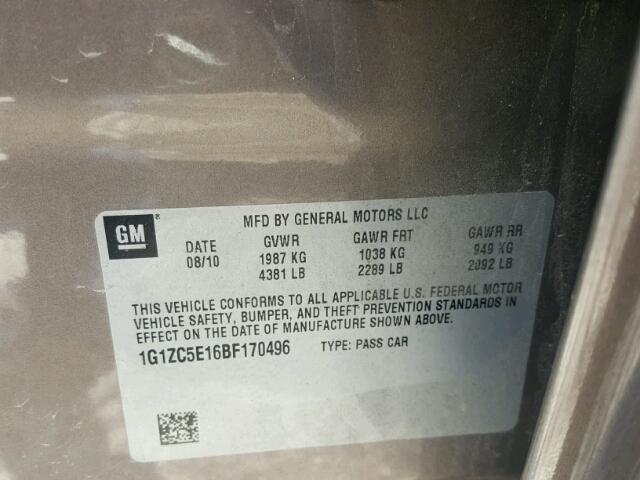 GM ®
MFD BY GENERAL MOTORS LLC
DATE GVWR GAWR FRT GAWR RR
08/10 1987 KG 1038 KG 949 KG
4381 LB 2289 LB 2092 LB
THIS VEHICLE CONFORMS TO ALL APPLICABLE U.S. FEDERAL MOTOR
VEHICLE SAFETY, BUMPER, AND THEFT PREVENTION STANDARDS IN
EFFECT ON THE DATE OF MANUFACTURE SHOWN ABOVE.
1G1ZC5E16BF170496 TYPE: PASS CAR